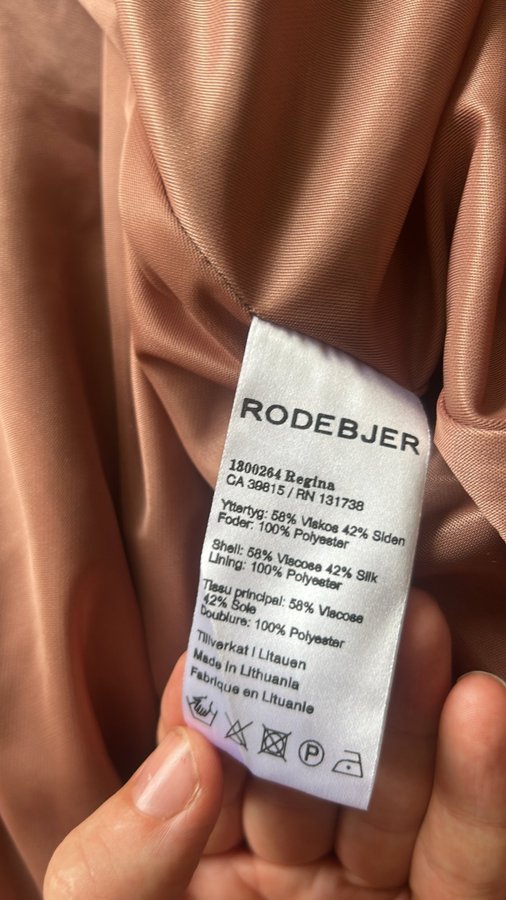 RODEBJER
1800264 Regina
CA 39815 / RN 131738
Yttertyg: 58% Viskos 42% Siden
Foder: 100% Polyester
Shell: 58% Viscose 42% Silk
Lining: 100% Polyester
Tissu principal: 58% Viscose
42% Soie
Doublure: 100% Polyester
Tillverkat I Litauen
Made in Lithuania
Fabrique en Lituanie
P